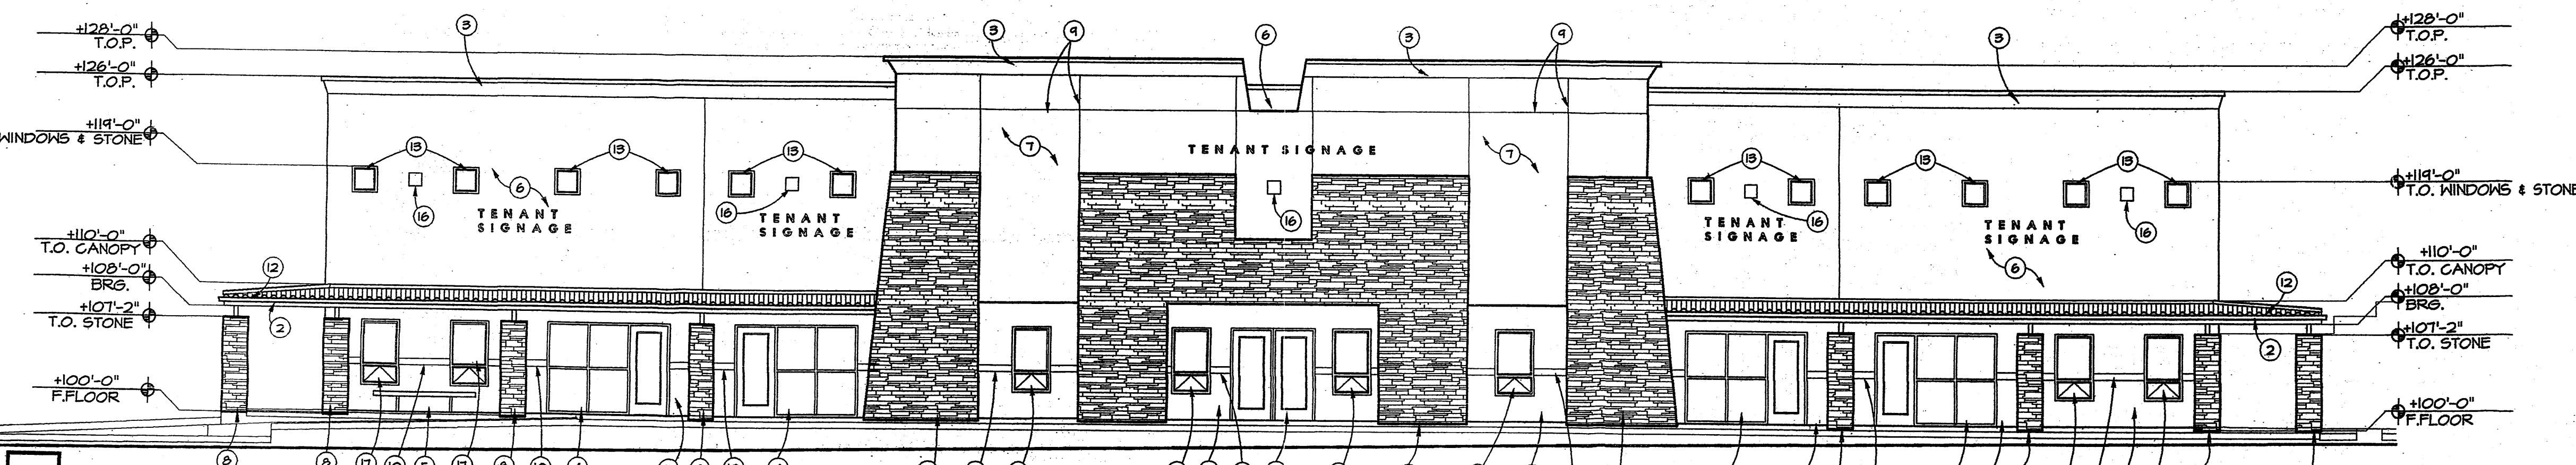 +128'-0"
T.O.P.
+126'-0"
T.O.P.
+119'-0"
WINDOWS & STONE
+110'-0"
T.O. CANOPY
+108'-0"
BRG.
+107'-2"
T.O. STONE
+100'-0"
F.FLOOR
3
3
9
6
3
9
3
13
13
13
7
7
13
13
13
6
16
16
16
16
16
6
TENANT
SIGNAGE
TENANT
SIGNAGE
TENANT SIGNAGE
TENANT
SIGNAGE
TENANT
SIGNAGE
12
2
12
2
8
8
17
+128'-0"
T.O.P.
+126'-0"
T.O.P.
+119'-0"
T.O. WINDOWS & STONE
+110'-0"
T.O. CANOPY
+108'-0"
BRG.
+107'-2"
T.O. STONE
+100'-0"
F.FLOOR